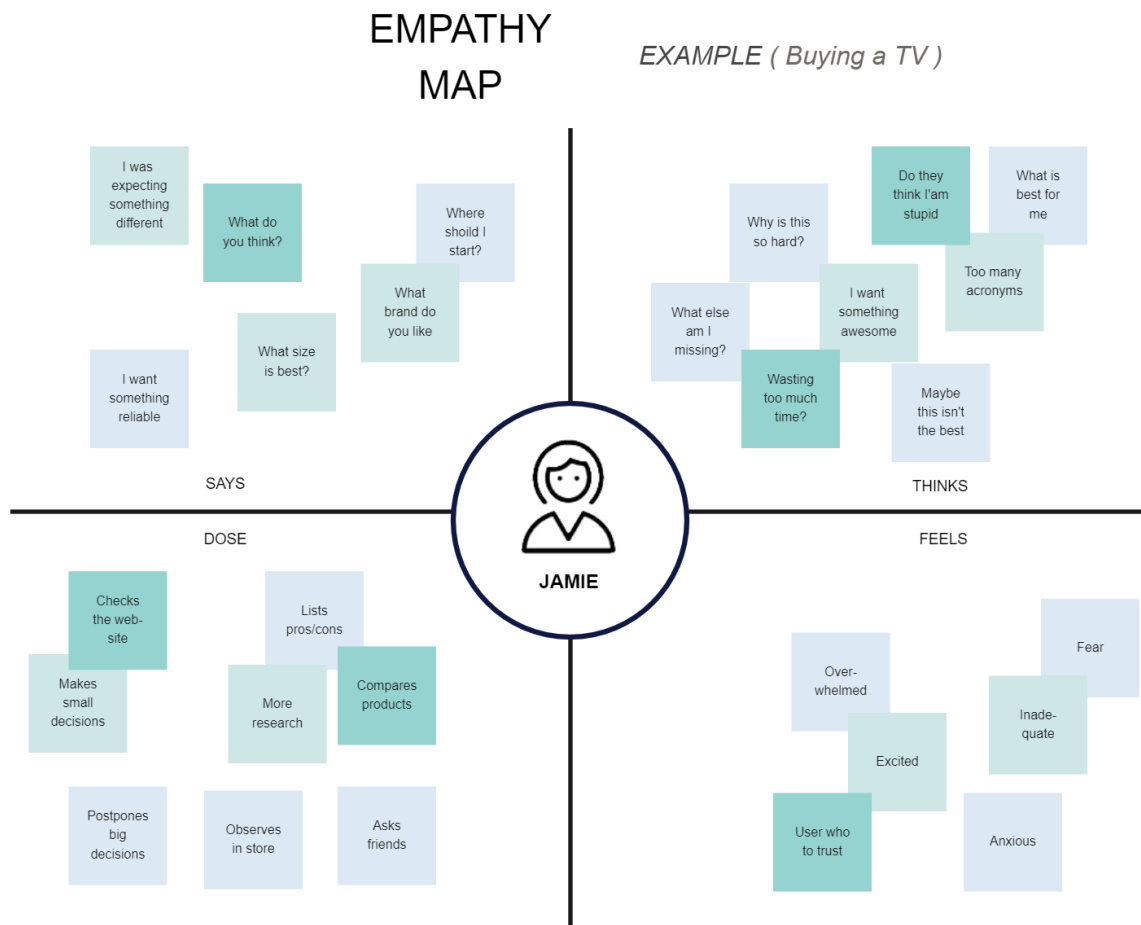 EMPATHY
MAP
EXAMPLE ( Buying a TV )
I was
expecting
something
different
What do
you think?
Where
shoild I
start?
What
brand do
you like
What size
is best?
I want
something
reliable
SAYS
Do they
think I'am
stupid
What is
best for
me
Why is this
so hard?
Too many
acronyms
I want
something
awesome
What else
am I
missing?
Wasting
too much
time?
Maybe
this isn't
the best
THINKS
JAMIE
DOSE
Checks
the web-
site
Lists
pros/cons
Makes
small
decisions
More
research
Compares
products
Postpones
big
decisions
Observes
in store
Asks
friends
FEELS
Fear
Over-
whelmed
Inade-
quate
Excited
User who
to trust
Anxious